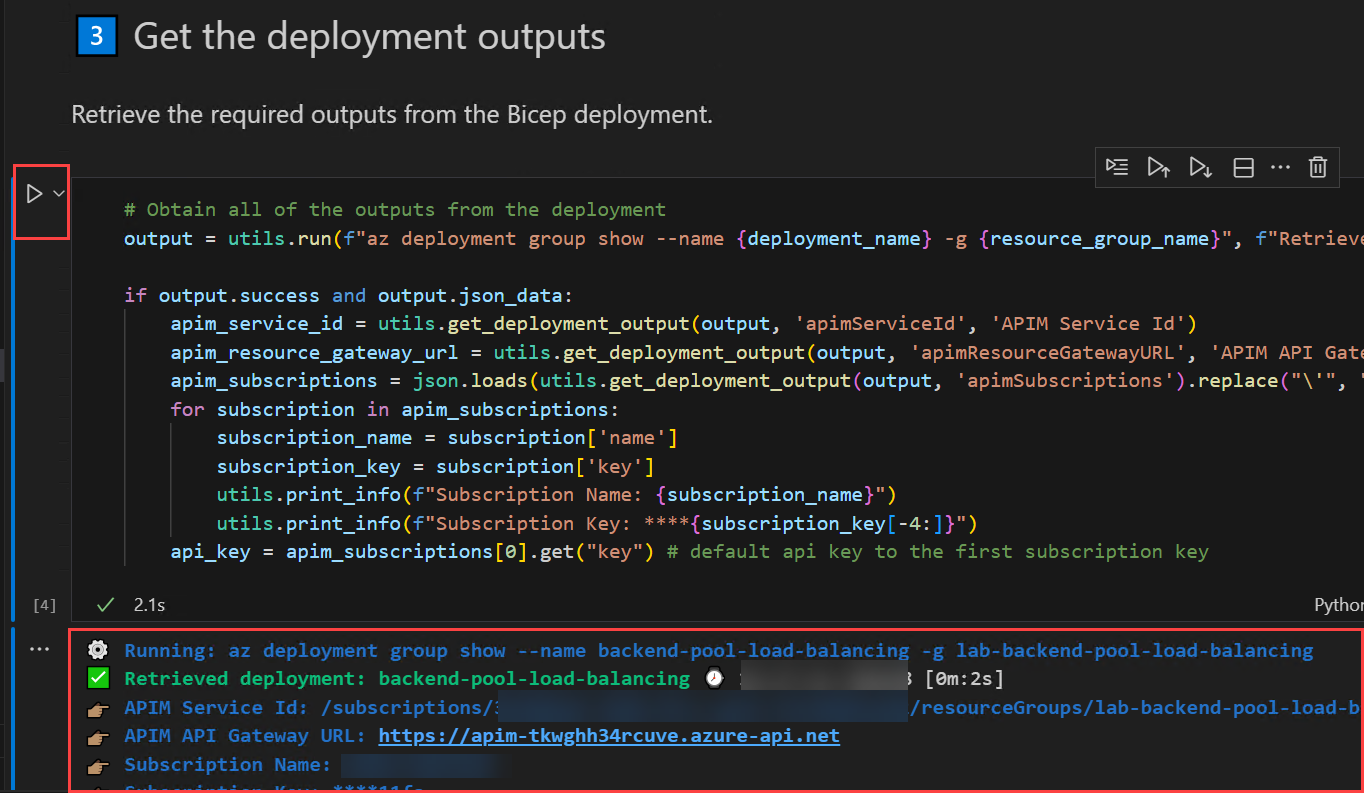 3 Get the deployment outputs
Retrieve the required outputs from the Bicep deployment.
# Obtain all of the outputs from the deployment
output = utils.run(f"az deployment group show --name {deployment_name} -g {resource_group_name}", f"Retrieve
if output.success and output.json_data:
    apim_service_id = utils.get_deployment_output(output, 'apimServiceId', 'APIM Service Id')
    apim_resource_gateway_url = utils.get_deployment_output(output, 'apimResourceGatewayURL', 'APIM API Gate
    apim_subscriptions = json.loads(utils.get_deployment_output(output, 'apimSubscriptions').replace("\'",
    for subscription in apim_subscriptions:
        subscription_name = subscription['name']
        subscription_key = subscription['key']
        utils.print_info(f"Subscription Name: {subscription_name}")
        utils.print_info(f"Subscription Key: ****{subscription_key[-4:]}")
    api_key = apim_subscriptions[0].get("key") # default api key to the first subscription key
[4] 2.1s Python
Running: az deployment group show --name backend-pool-load-balancing -g lab-backend-pool-load-balancing
Retrieved deployment: backend-pool-load-balancing [0m:2s]
APIM Service Id: /subscriptions/ /resourceGroups/lab-backend-pool-load-b
APIM API Gateway URL: https://apim-tkwghh34rcuve.azure-api.net
Subscription Name:
Subscription Key: